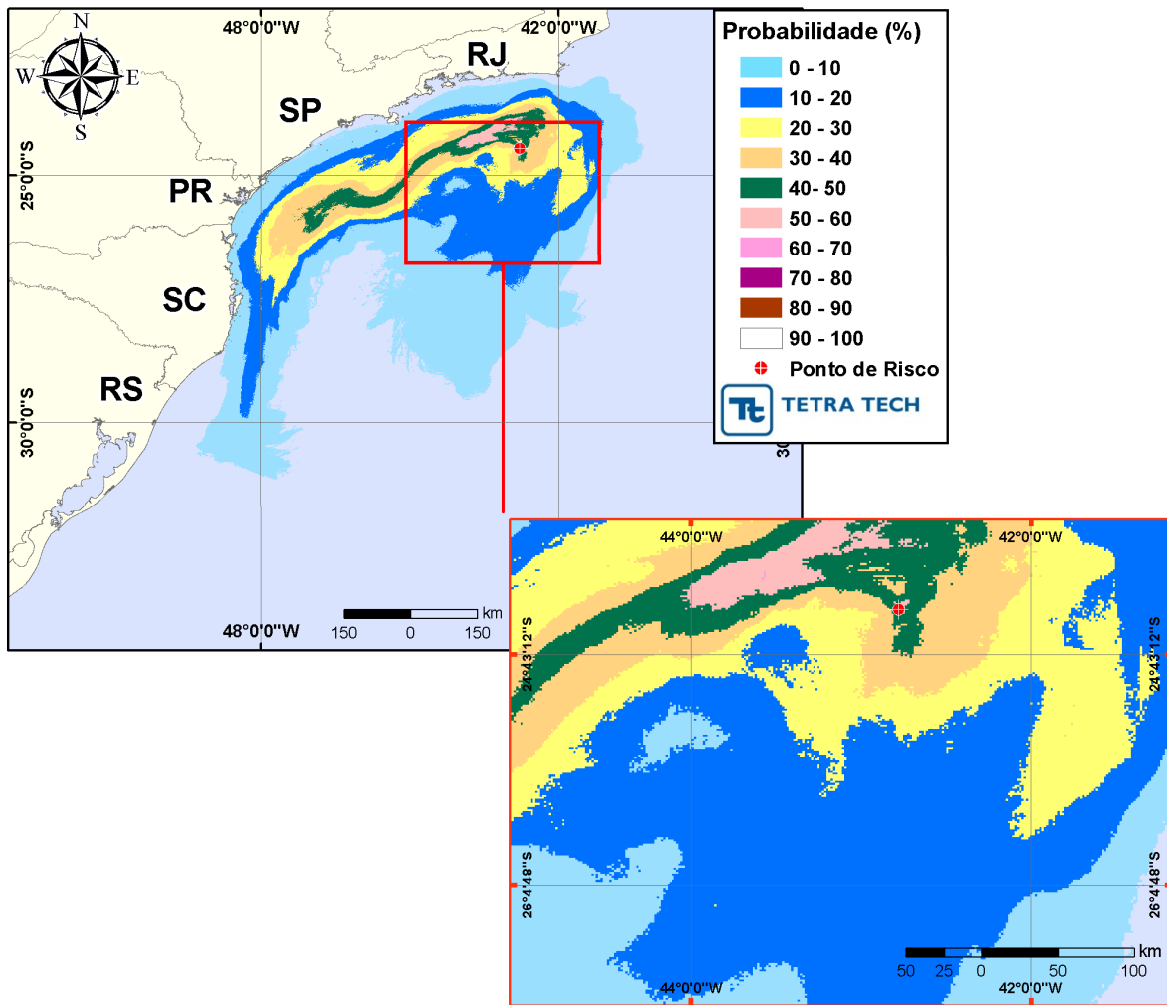 N
W E
S
48°0'0"W
42°0'0"W
RJ
SP
PR
SC
RS
25°0'0"S
30°0'0"S
30
48°0'0"W
km
150 0 150
Probabilidade (%)
0 - 10
10 - 20
20 - 30
30 - 40
40- 50
50 - 60
60 - 70
70 - 80
80 - 90
90 - 100
Ponto de Risco
Tt TETRA TECH
44°0'0"W
42°0'0"W
24°43'12"S
24°43'12"S
26°4'48"S
26°4'48"S
km
50 25 0 50 100
44°0'0"W
42°0'0"W